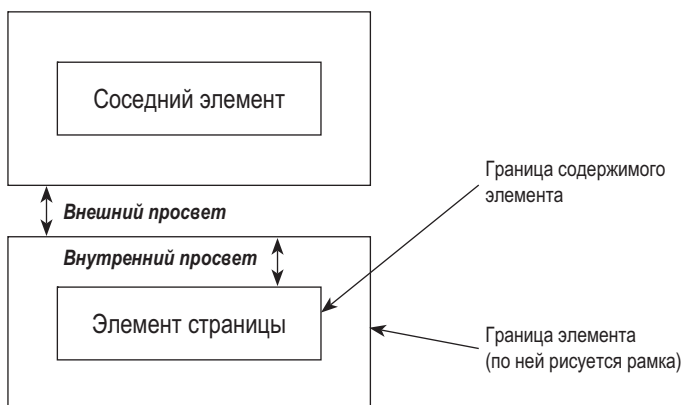 Соседний элемент
Граница содержимого
элемента
Внешний просвет
Внутренний просвет
Элемент страницы
Граница элемента
(по ней рисуется рамка)